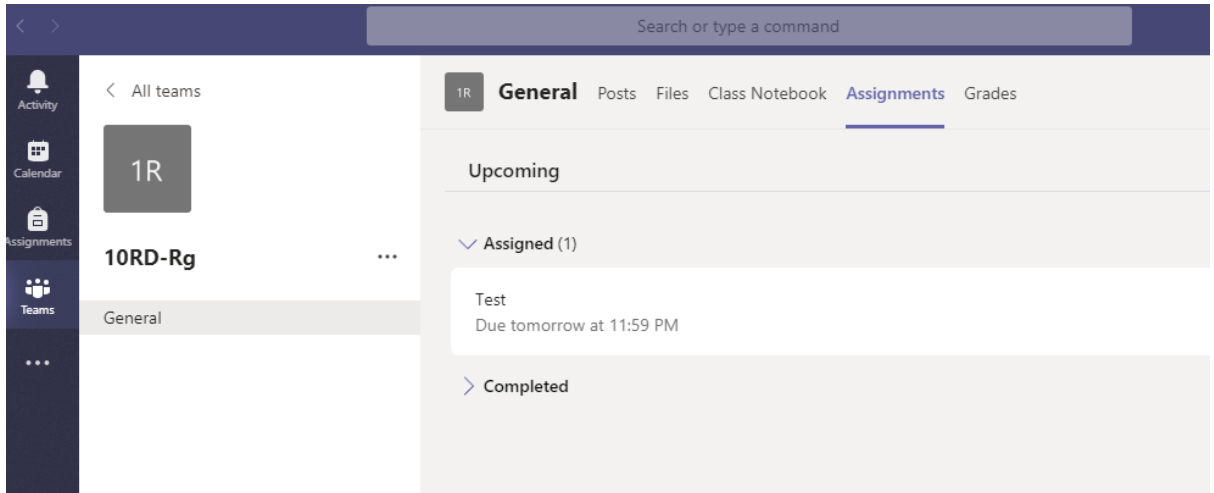 Search or type a command
Activity
Calendar
Assignments
Teams
All teams
1R
10RD-Rg
General
1R General Posts Files Class Notebook Assignments Grades
Upcoming
Assigned (1)
Test
Due tomorrow at 11:59 PM
Completed